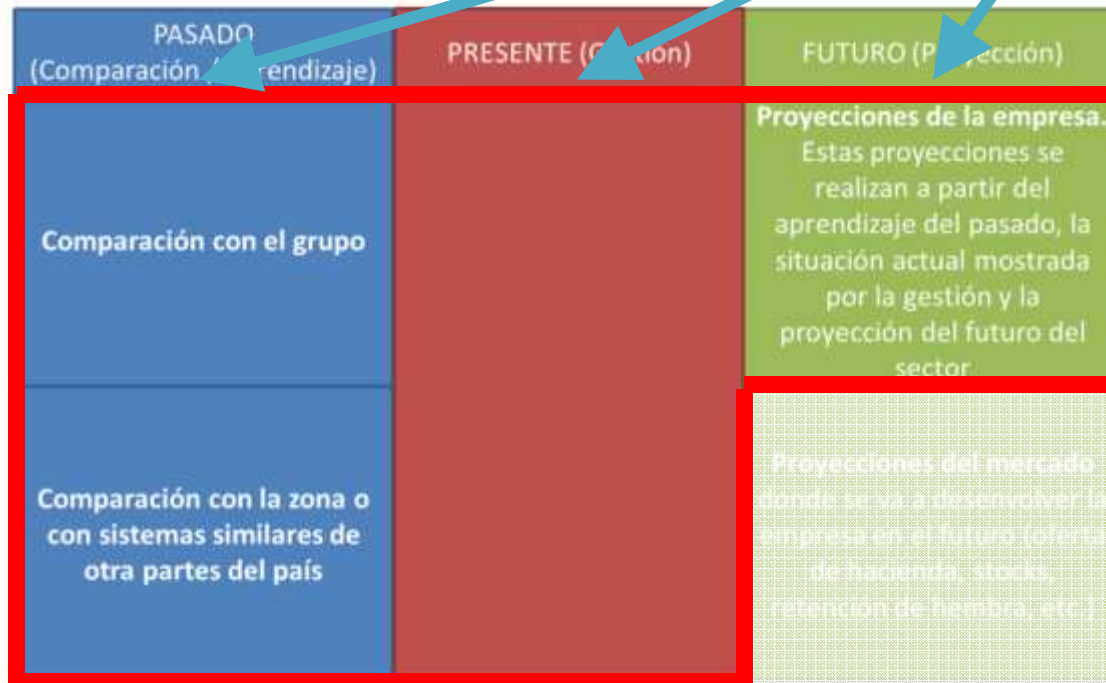 PASADO
(Comparación / Aprendizaje)
PRESENTE (Gestión)
FUTURO (Proyección)
Comparación con el grupo
Proyecciones de la empresa.
Estas proyecciones se
realizan a partir del
aprendizaje del pasado, la
situación actual mostrada
por la gestión y la
proyección del futuro del
sector
Comparación con la zona o
con sistemas similares de
otra partes del país
Proyecciones del mercado
donde se va a desenvolver la
empresa en el futuro (oferta
de hacienda, stocks,
retención de hembra, etc.)